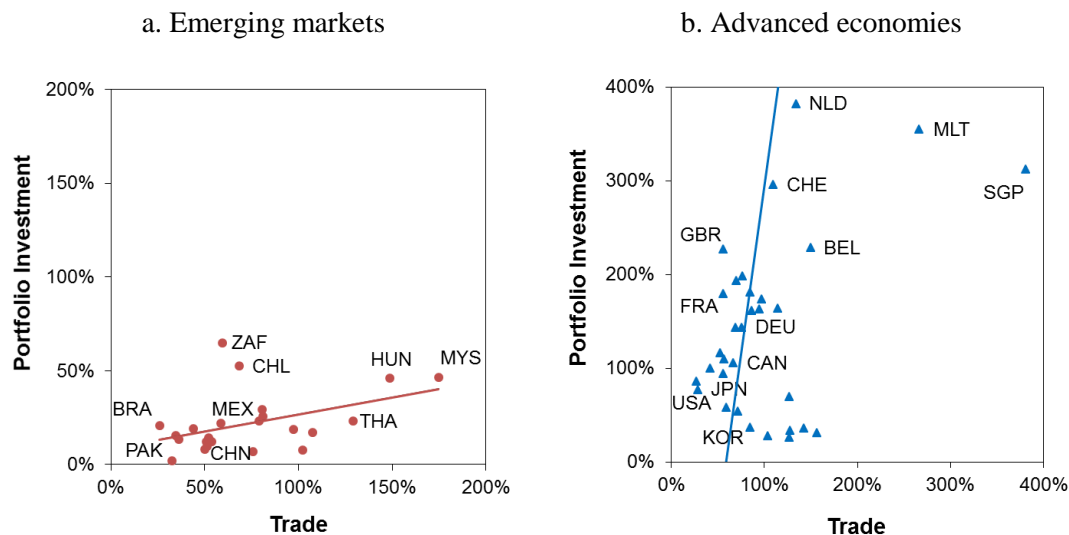 a. Emerging markets
200%
150%
100%
50%
0%
0%
50%
100%
150%
200%
Portfolio Investment
Trade
ZAF
CHL
HUN
MYS
BRA
MEX
THA
PAK
CHN
b. Advanced economies
400%
300%
200%
100%
0%
0%
100%
200%
300%
400%
Portfolio Investment
Trade
NLD
MLT
CHE
SGP
GBR
BEL
FRA
DEU
CAN
JPN
USA
KOR